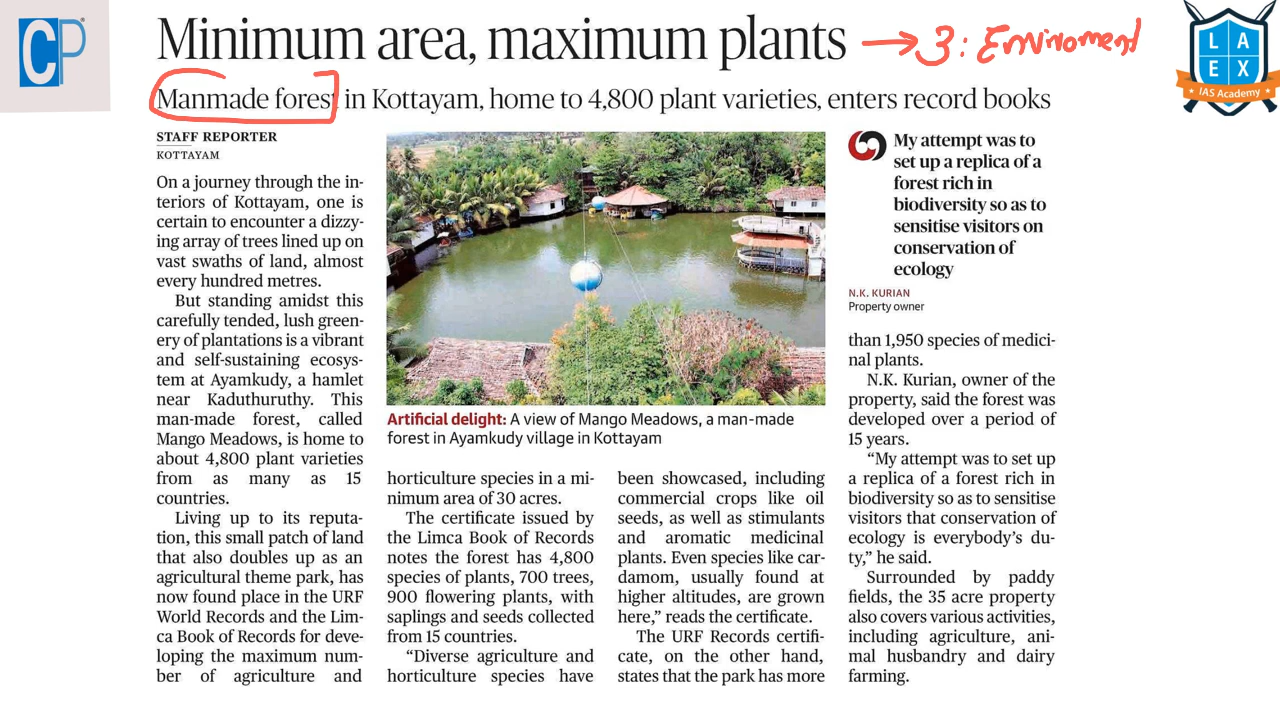 CP
Minimum area, maximum plants → 3: Enviroment
L A
E X
IAS Academy
Manmade forest in Kottayam, home to 4,800 plant varieties, enters record books
STAFF REPORTER
KOTTAYAM
On a journey through the in-
teriors of Kottayam, one is
certain to encounter a dizzy-
ing array of trees lined up on
vast swaths of land, almost
every hundred metres.
But standing amidst this
carefully tended, lush green-
ery of plantations is a vibrant
and self-sustaining ecosys-
tem at Ayamkudy, a hamlet
near Kaduthuruthy. This
man-made forest, called
Mango Meadows, is home to
about 4,800 plant varieties
from as many as 15
countries.
Living up to its reputa-
tion, this small patch of land
that also doubles up as an
agricultural theme park, has
now found place in the URF
World Records and the Lim-
ca Book of Records for deve-
loping the maximum num-
ber of agriculture and
Artificial delight: A view of Mango Meadows, a man-made
forest in Ayamkudy village in Kottayam
horticulture species in a mi-
nimum area of 30 acres.
The certificate issued by
the Limca Book of Records
notes the forest has 4,800
species of plants, 700 trees,
900 flowering plants, with
saplings and seeds collected
from 15 countries.
"Diverse agriculture and
horticulture species have
been showcased, including
commercial crops like oil
seeds, as well as stimulants
and aromatic medicinal
plants. Even species like car-
damom, usually found at
higher altitudes, are grown
here," reads the certificate.
The URF Records certifi-
cate, on the other hand,
states that the park has more
My attempt was to
set up a replica of a
forest rich in
biodiversity so as to
sensitise visitors on
conservation of
ecology
N.K. KURIAN
Property owner
than 1,950 species of medici-
nal plants.
N.K. Kurian, owner of the
property, said the forest was
developed over a period of
15 years.
"My attempt was to set up
a replica of a forest rich in
biodiversity so as to sensitise
visitors that conservation of
ecology is everybody's du-
ty," he said.
Surrounded by paddy
fields, the 35 acre property
also covers various activities,
including agriculture, ani-
mal husbandry and dairy
farming.